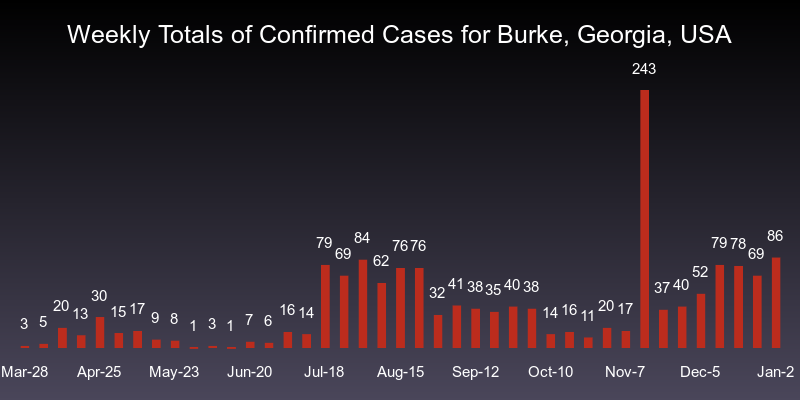 Weekly Totals of Confirmed Cases for Burke, Georgia, USA
243
3 5 20 13 30 15 17 9 8 1 3 1 7 6 16 14 79 69 84 62 76 76 32 41 38 35 40 38 14 16 11 20 17 37 40 52 79 78 69 86
Mar-28 Apr-25 May-23 Jun-20 Jul-18 Aug-15 Sep-12 Oct-10 Nov-7 Dec-5 Jan-2